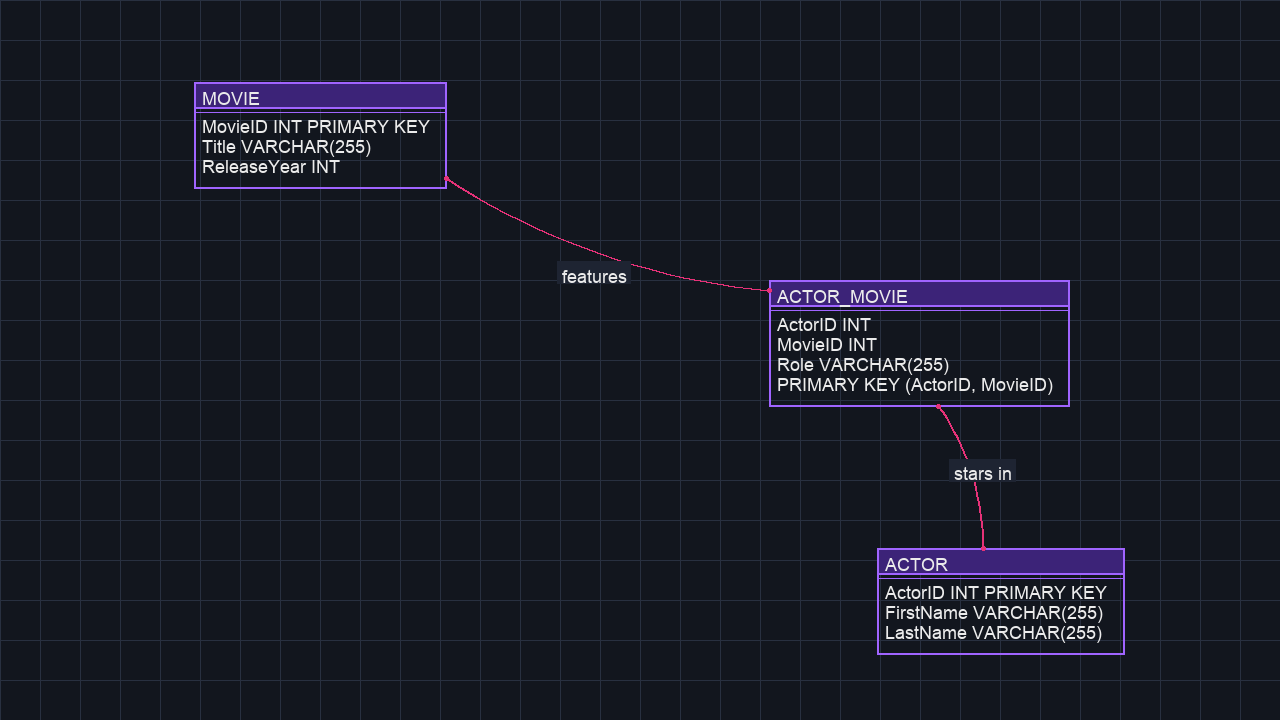 MOVIE
MovieID INT PRIMARY KEY
Title VARCHAR(255)
ReleaseYear INT
features
ACTOR_MOVIE
ActorID INT
MovieID INT
Role VARCHAR(255)
PRIMARY KEY (ActorID, MovieID)
stars in
ACTOR
ActorID INT PRIMARY KEY
FirstName VARCHAR(255)
LastName VARCHAR(255)